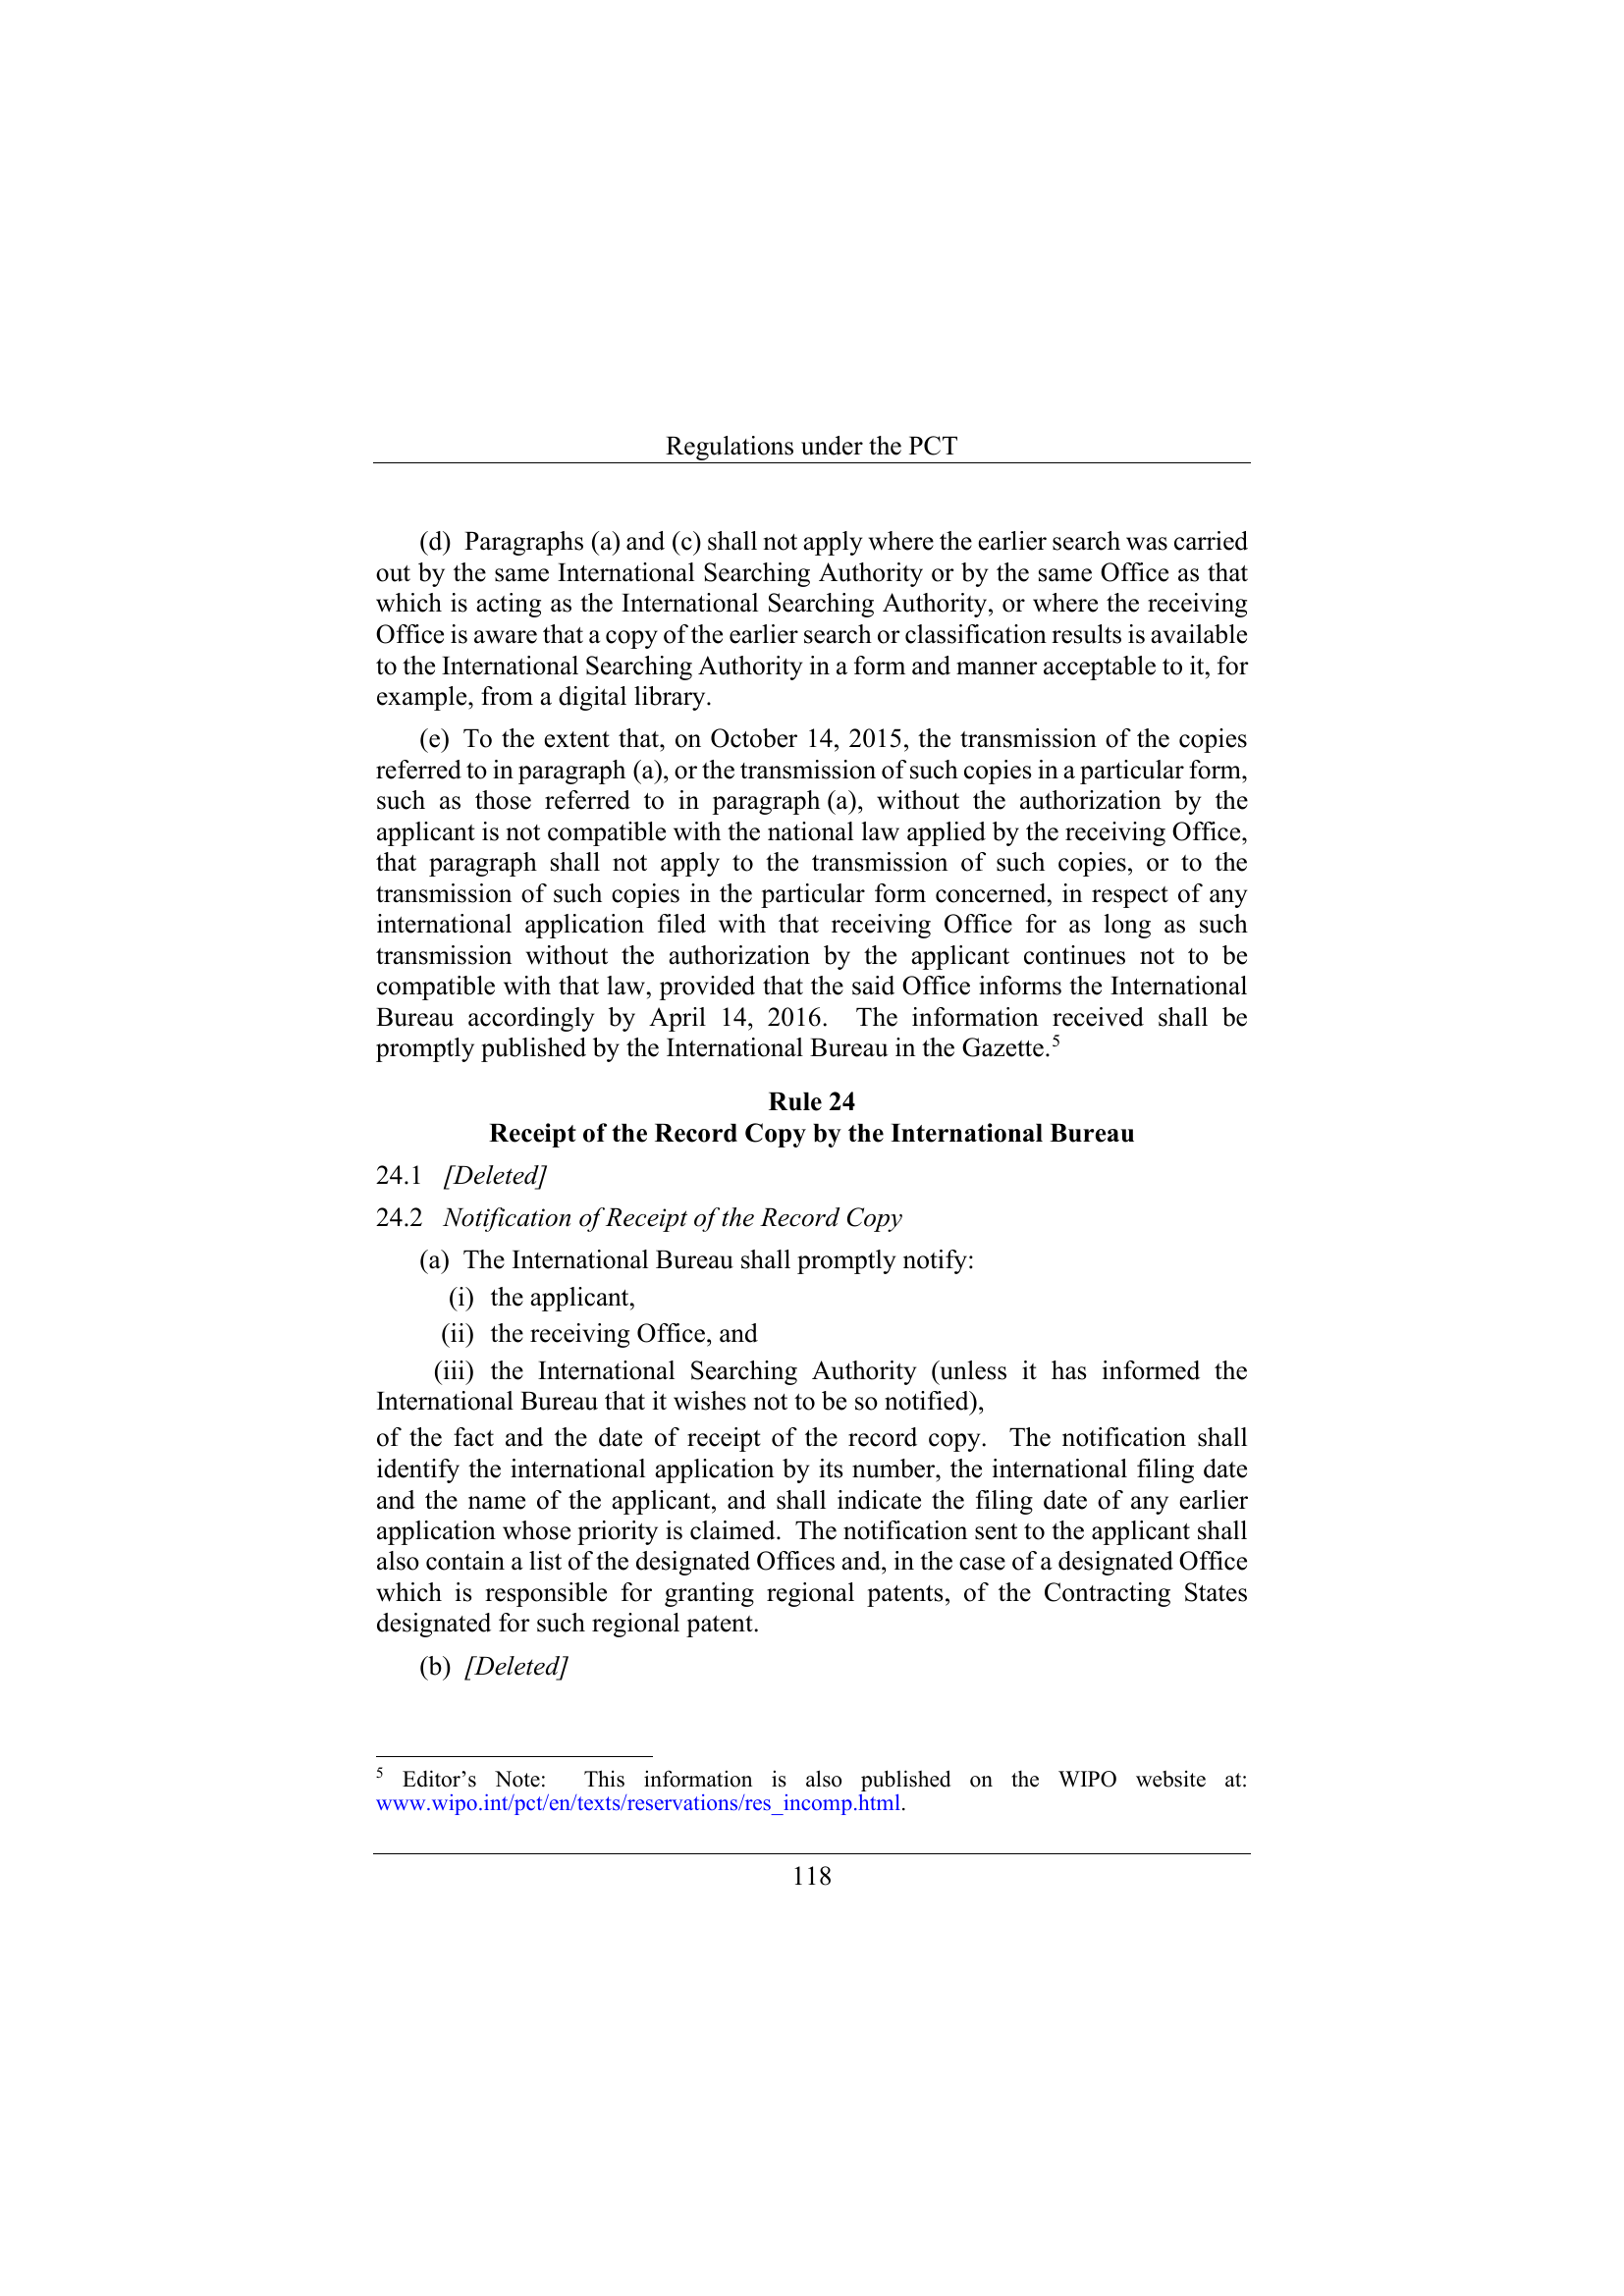 Regulations under the PCT
(d) Paragraphs (a) and (c) shall not apply where the earlier search was carried
out by the same International Searching Authority or by the same Office as that
which is acting as the International Searching Authority, or where the receiving
Office is aware that a copy of the earlier search or classification results is available
to the International Searching Authority in a form and manner acceptable to it, for
example, from a digital library.
(e) To the extent that, on October 14, 2015, the transmission of the copies
referred to in paragraph (a), or the transmission of such copies in a particular form,
such as those referred to in paragraph (a), without the authorization by the
applicant is not compatible with the national law applied by the receiving Office,
that paragraph shall not apply to the transmission of such copies, or to the
transmission of such copies in the particular form concerned, in respect of any
international application filed with that receiving Office for as long as such
transmission without the authorization by the applicant continues not to be
compatible with that law, provided that the said Office informs the International
Bureau accordingly by April 14, 2016. The information received shall be
promptly published by the International Bureau in the Gazette.5
Rule 24
Receipt of the Record Copy by the International Bureau
24.1 [Deleted]
24.2 Notification of Receipt of the Record Copy
(a) The International Bureau shall promptly notify:
(i) the applicant,
(ii) the receiving Office, and
(iii) the International Searching Authority (unless it has informed the
International Bureau that it wishes not to be so notified),
of the fact and the date of receipt of the record copy. The notification shall
identify the international application by its number, the international filing date
and the name of the applicant, and shall indicate the filing date of any earlier
application whose priority is claimed. The notification sent to the applicant shall
also contain a list of the designated Offices and, in the case of a designated Office
which is responsible for granting regional patents, of the Contracting States
designated for such regional patent.
(b) [Deleted]
5 Editor’s Note: This information is also published on the WIPO website at:
www.wipo.int/pct/en/texts/reservations/res_incomp.html.
118